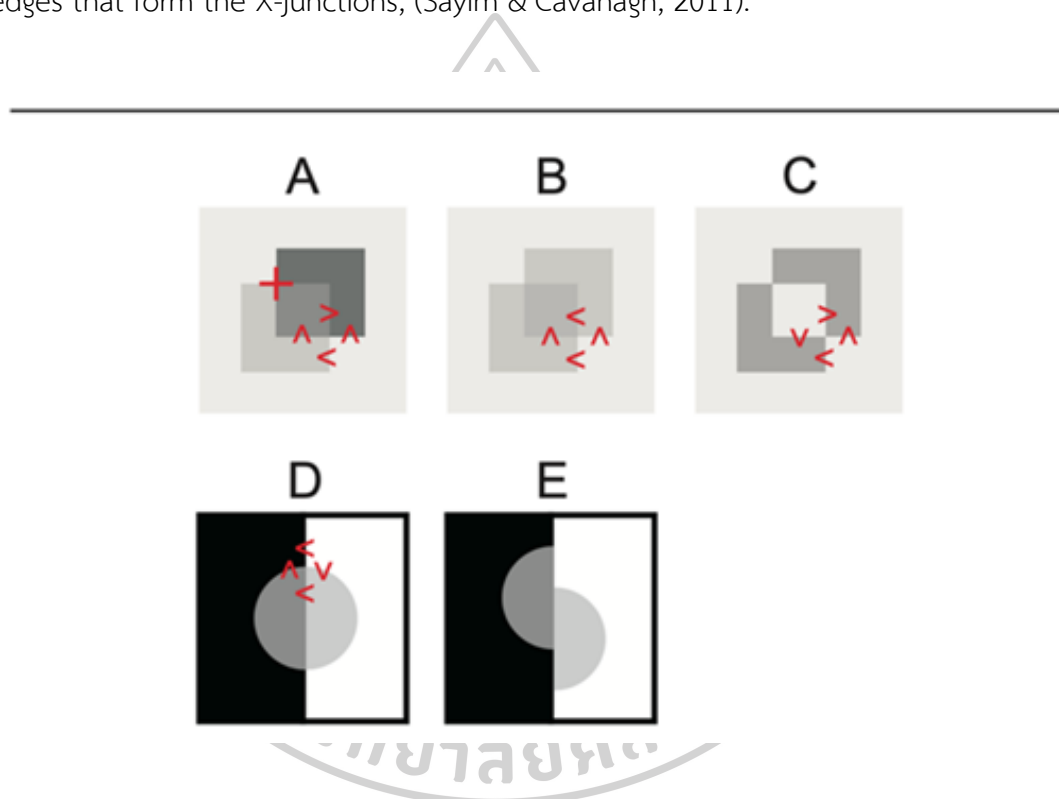 edges that form the X-junctions, (Sayim & Cavanagh, 2011).
A B C
D E